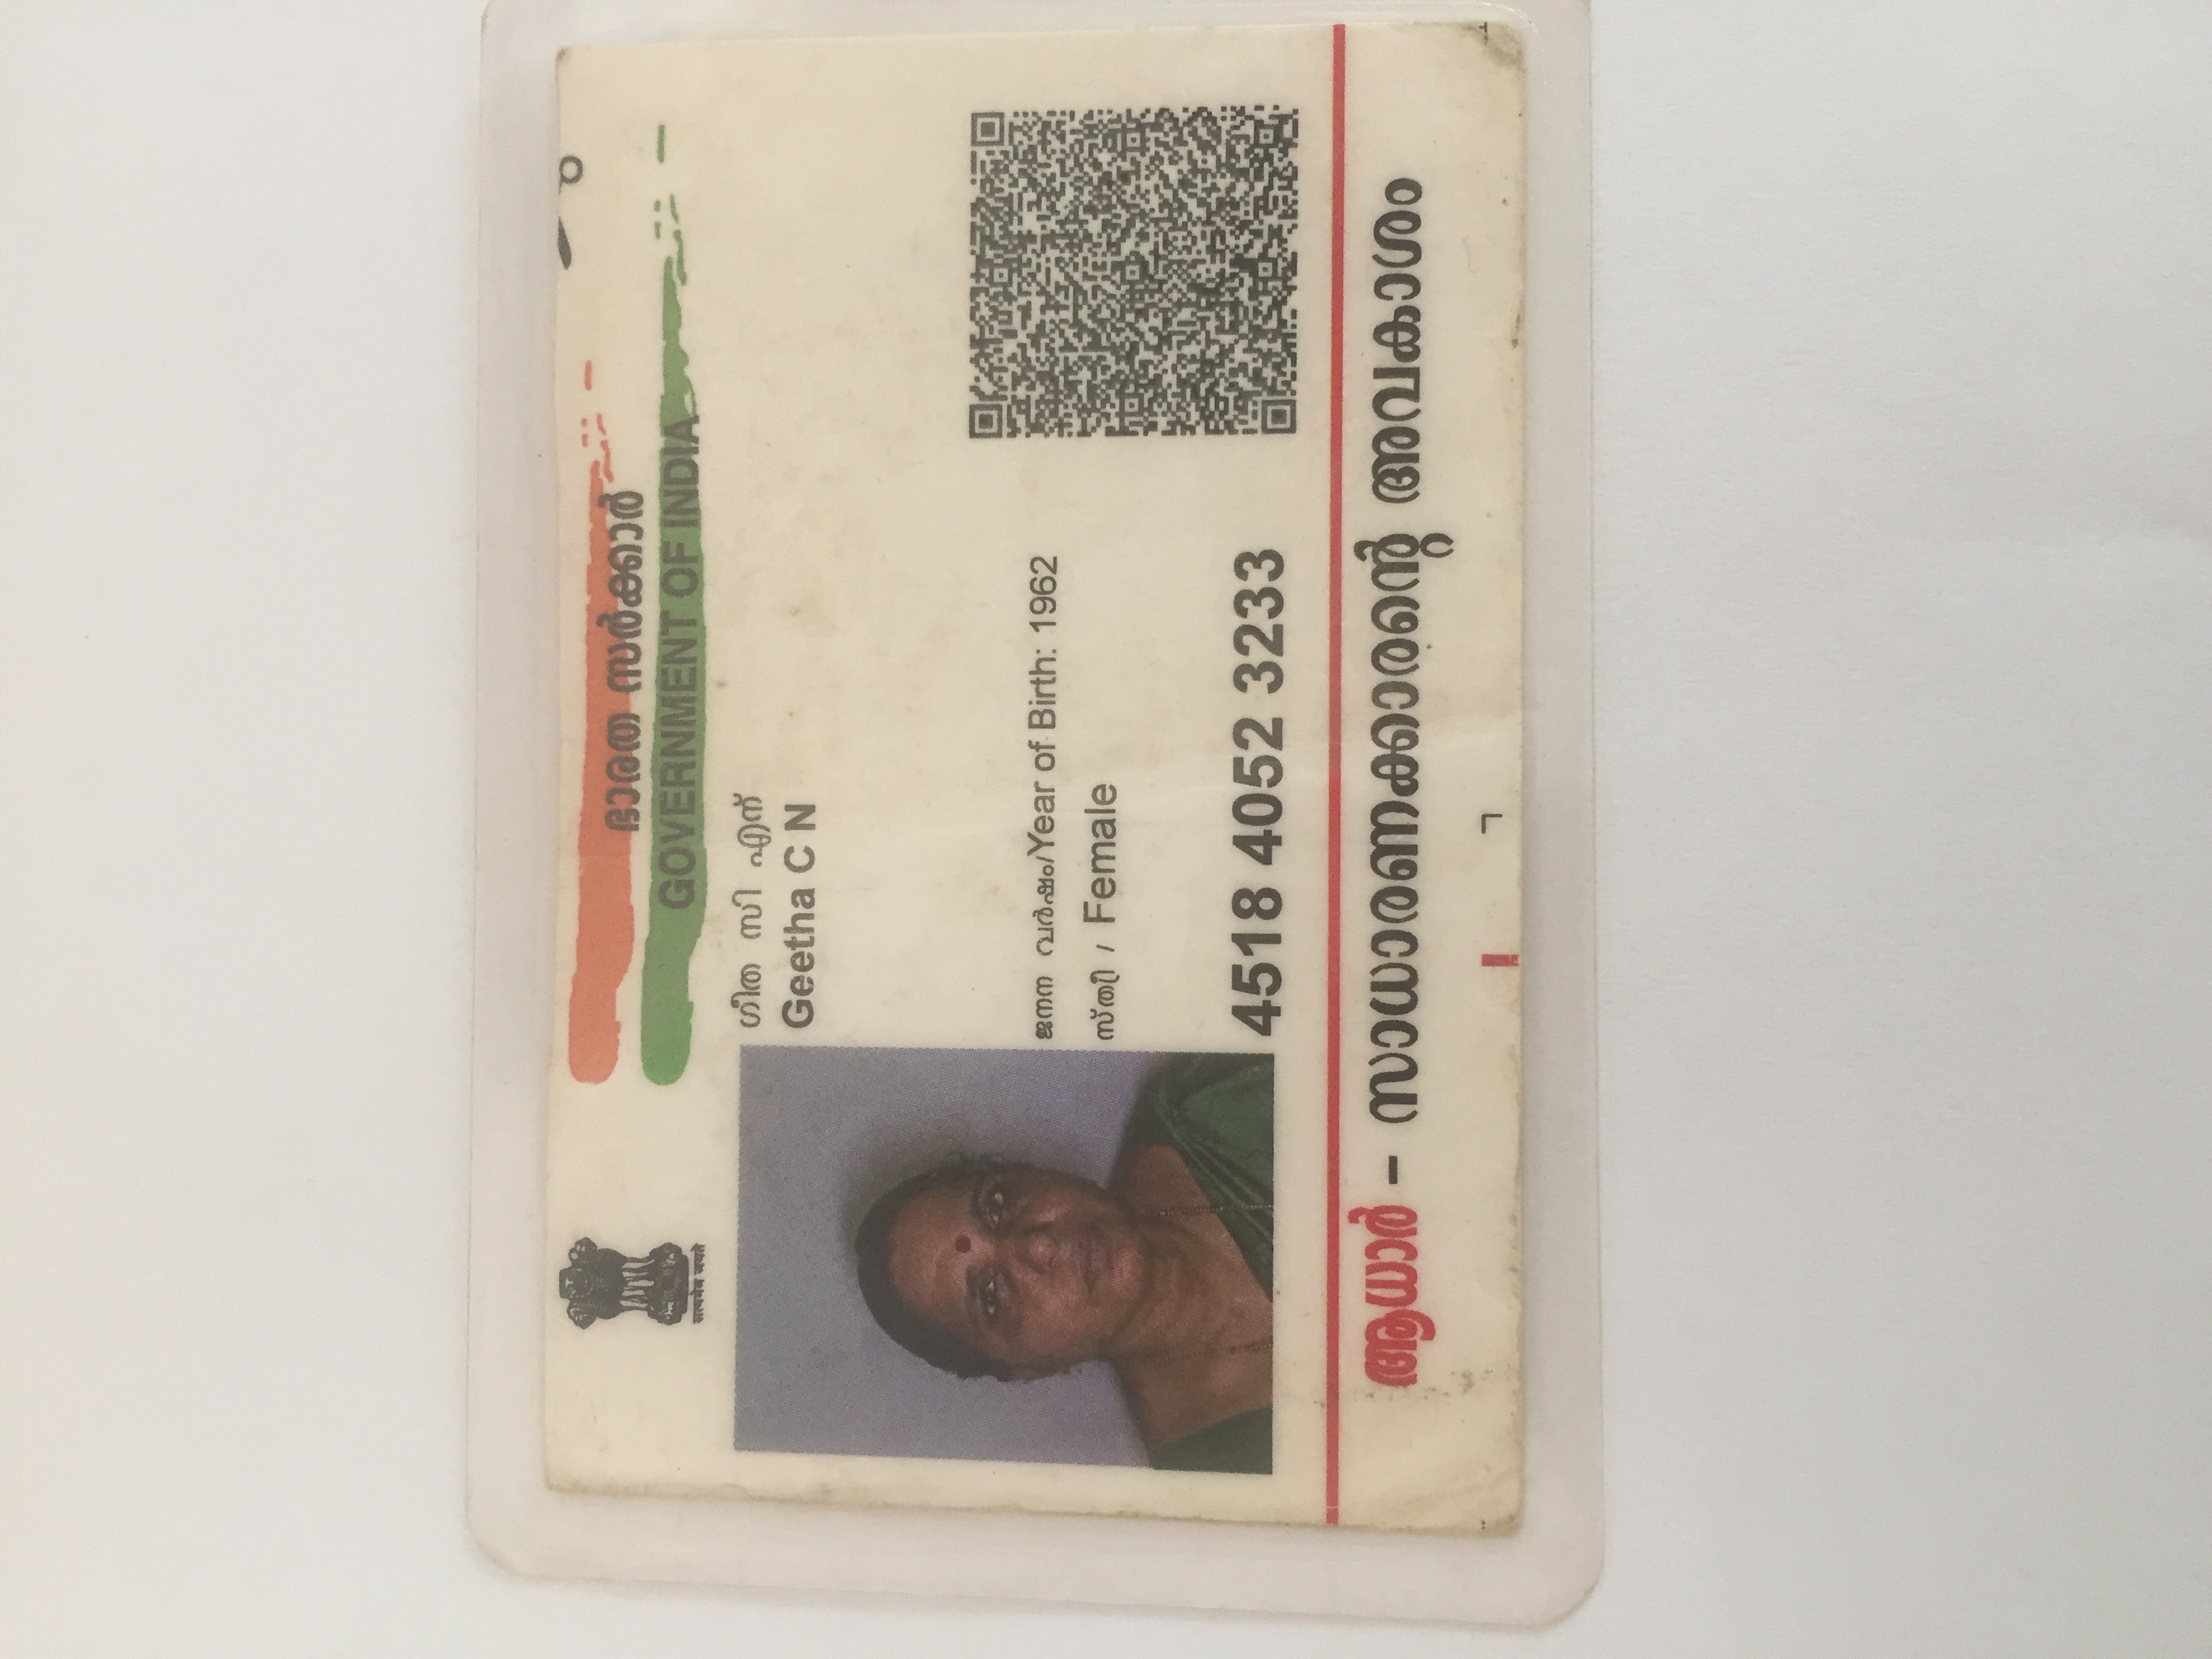 ഭാരത സർക്കാർ
GOVERNMENT OF INDIA
सत्यमेव जयते
ഗീത സി എന്
Geetha C N
ജനന വർഷം/Year of Birth: 1962
സ്ത്രീ / Female
4518 4052 3233
ആധാർ - സാധാരണക്കാരന്റെ അവകാശം